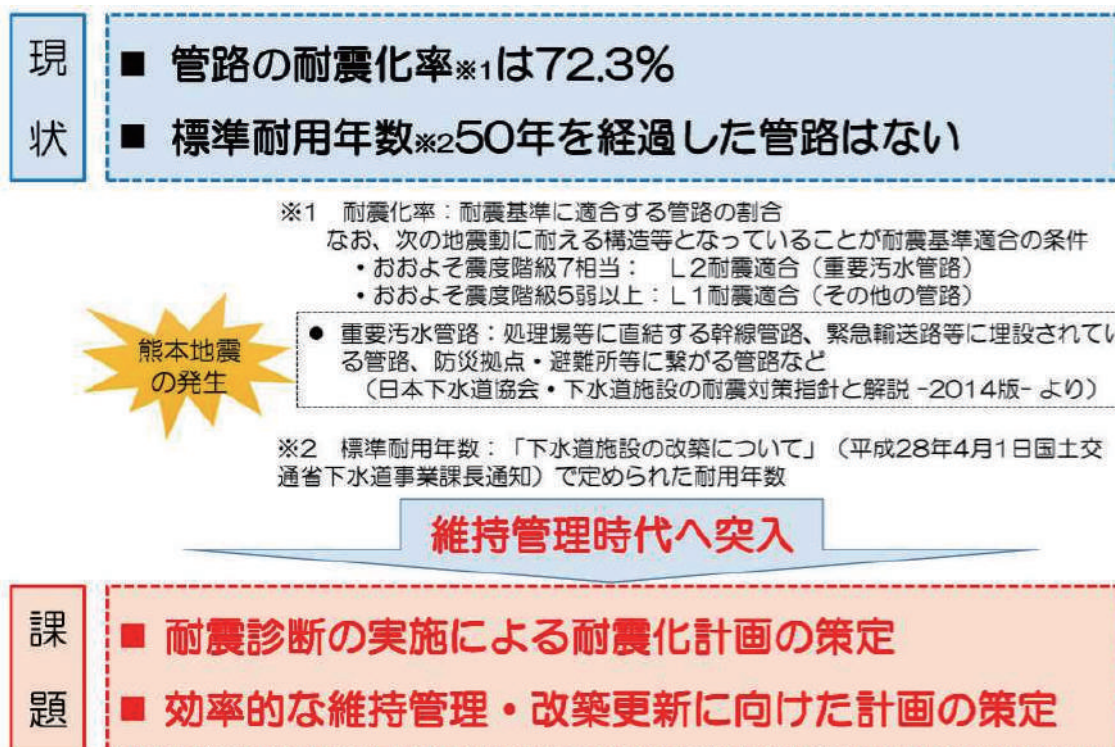 現状
■ 管路の耐震化率※1は72.3%
■ 標準耐用年数※250年を経過した管路はない
※1 耐震化率：耐震基準に適合する管路の割合
なお、次の地震動に耐える構造等となっていることが耐震基準適合の条件
・おおよそ震度階級7相当： L2耐震適合（重要汚水管路）
・おおよそ震度階級5弱以上：L1耐震適合（その他の管路）
熊本地震
の発生
● 重要汚水管路：処理場等に直結する幹線管路、緊急輸送路等に埋設されてい
る管路、防災拠点・避難所等に繋がる管路など
（日本下水道協会・下水道施設の耐震対策指針と解説 -2014版- より）
※2 標準耐用年数：「下水道施設の改築について」（平成28年4月1日国土交
通省下水道事業課長通知）で定められた耐用年数
維持管理時代へ突入
課題
■ 耐震診断の実施による耐震化計画の策定
■ 効率的な維持管理・改築更新に向けた計画の策定